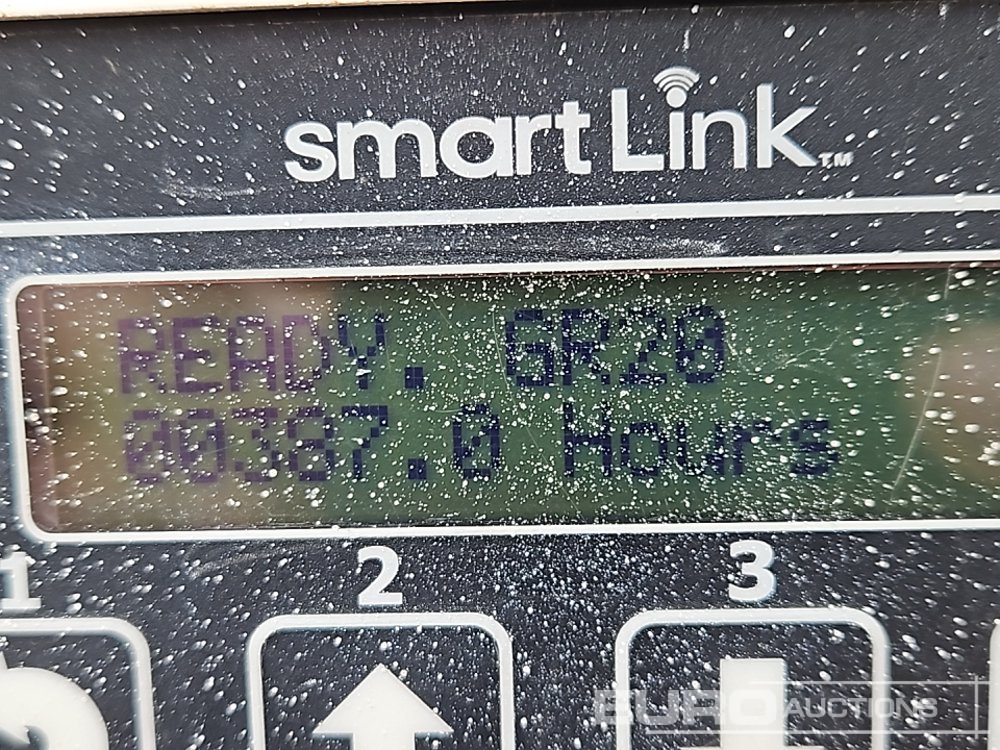 smartLink™
READY. GR20
00387.0 Hours
1 2 3
EURO AUCTIONS